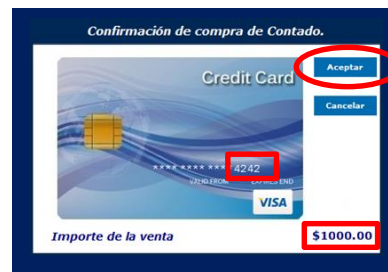 Confirmación de compra de Contado.
Credit Card
Aceptar
Cancelar
**** **** **** 4242
VALID FROM EXPIRES END
VISA
Importe de la venta
$1000.00